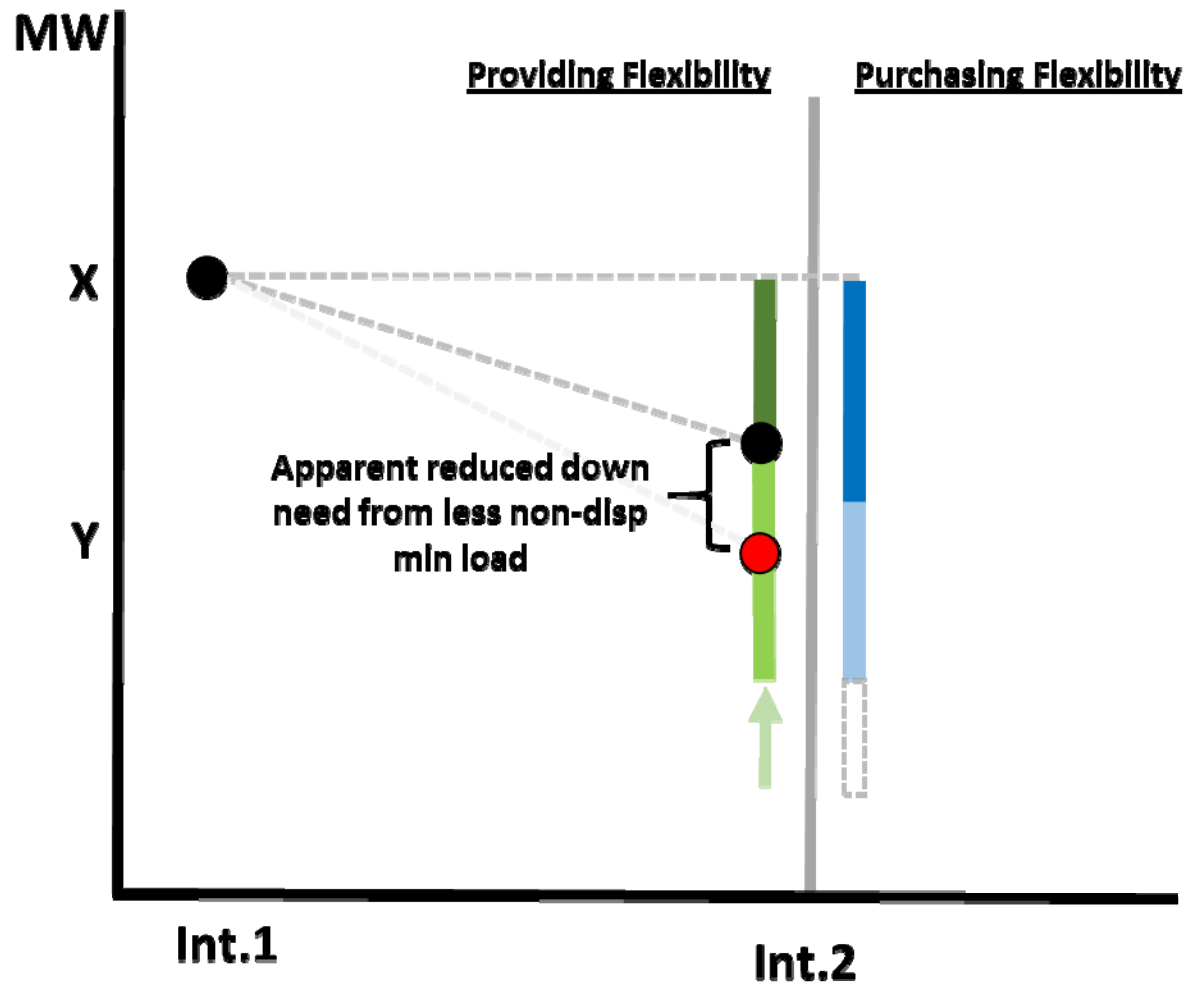 MW
Providing Flexibility
Purchasing Flexibility
X
Apparent reduced down
need from less non-disp
min load
Y
Int.1
Int.2